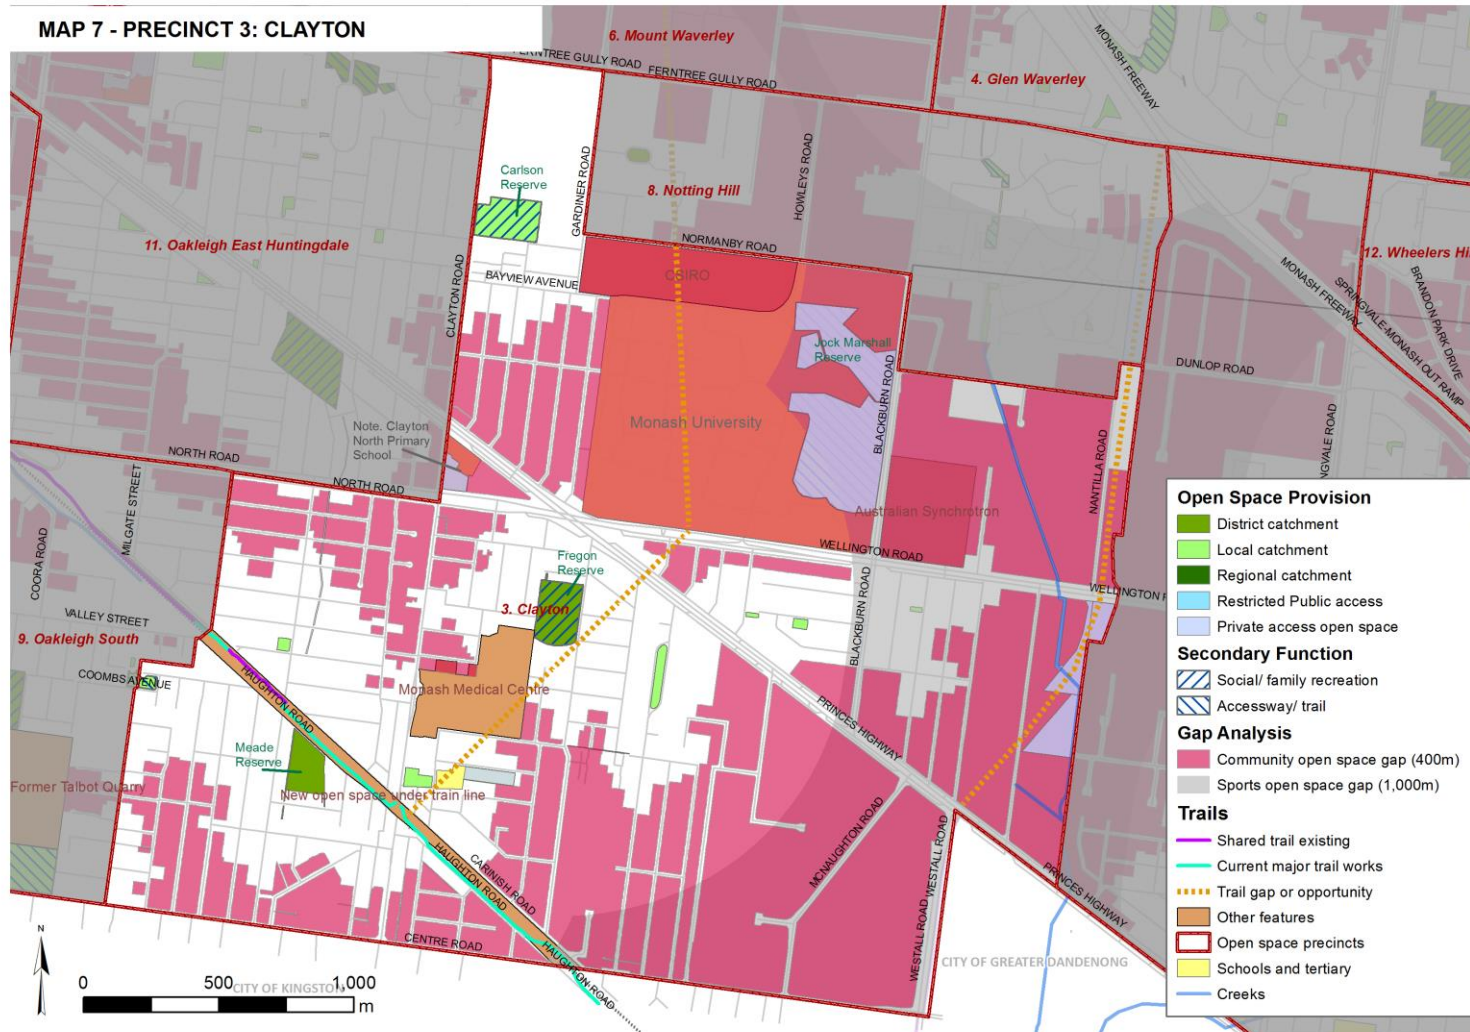 MAP 7 - PRECINCT 3: CLAYTON
6. Mount Waverley
FERNTREE GULLY ROAD
FERNTREE GULLY ROAD
4. Glen Waverley
MONASH FREEWAY
Carlson
Reserve
GARDINER ROAD
8. Notting Hill
HOWLEYS ROAD
11. Oakleigh East Huntingdale
NORMANBY ROAD
12. Wheelers Hi
CLAYTON ROAD
BAYVIEW AVENUE
CSIRO
MONASH FREEWAY
SPRINGVALE-MONASH OUT RAMP
BRANDON PARK DRIVE
Jock Marshall
Reserve
DUNLOP ROAD
BLACKBURN ROAD
Note. Clayton
North Primary
School
Monash University
NORTH ROAD
NORTH ROAD
MILGATE STREET
COORA ROAD
NANTILLA ROAD
NGVALE ROAD
Australian Synchrotron
WELLINGTON ROAD
WELLINGTON R
Fregon
Reserve
3. Clayton
VALLEY STREET
9. Oakleigh South
COOMBS AVENUE
BLACKBURN ROAD
HAUGHTON ROAD
Monash Medical Centre
PRINCES HIGHWAY
Meade
Reserve
Former Talbot Quarry
New open space under train line
HAUGHTON ROAD
CARINISH ROAD
MCNAUGHTON ROAD
WESTALL ROAD
PRINCES HIGHWAY
CENTRE ROAD
HAUGHTON ROAD
WESTALL ROAD
CITY OF GREATER DANDENONG
CITY OF KINGSTON
N
0 500 1,000
m
Open Space Provision
District catchment
Local catchment
Regional catchment
Restricted Public access
Private access open space
Secondary Function
Social/ family recreation
Accessway/ trail
Gap Analysis
Community open space gap (400m)
Sports open space gap (1,000m)
Trails
Shared trail existing
Current major trail works
Trail gap or opportunity
Other features
Open space precincts
Schools and tertiary
Creeks